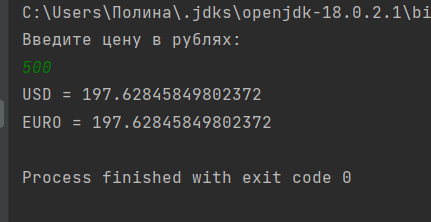 C:\Users\Полина\.jdks\openjdk-18.0.2.1\bi
Введите цену в рублях:
500
USD = 197.62845849802372
EURO = 197.62845849802372
Process finished with exit code 0